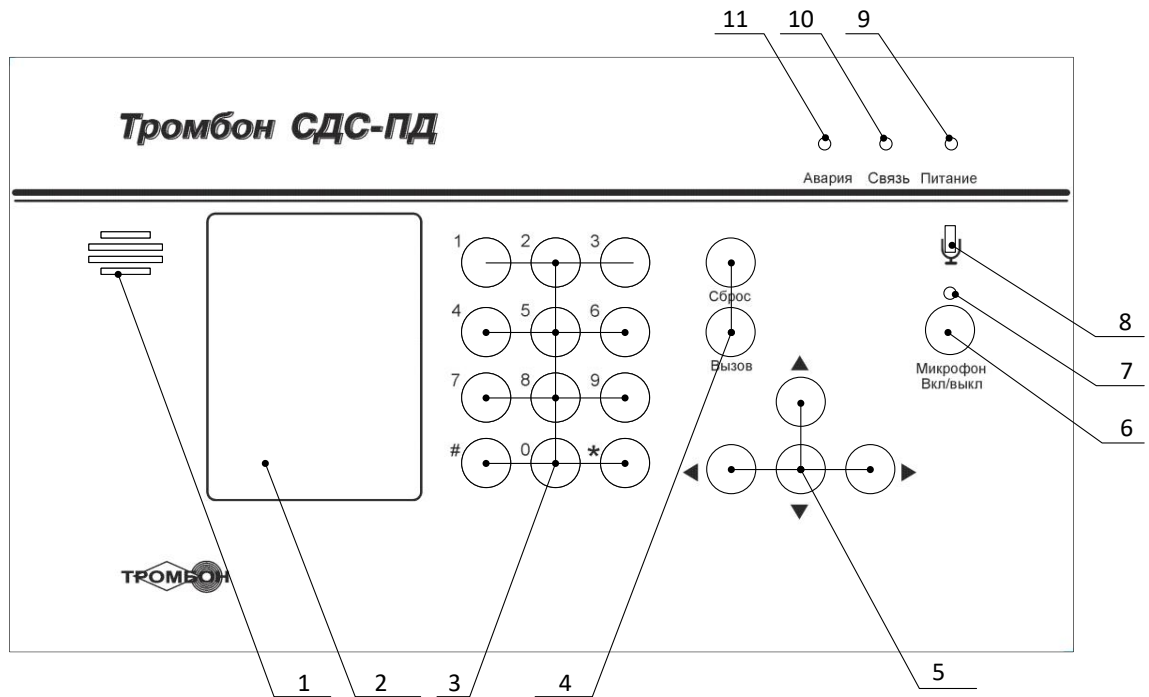 11 10 9
Тромбон СДС-ПД
Авария Связь Питание
1 2 3
Сброс
4 5 6
8
Вызов
Микрофон
Вкл/выкл
7
7 8 9
6
# 0 *
ТРОМБОН
1 2 3 4 5